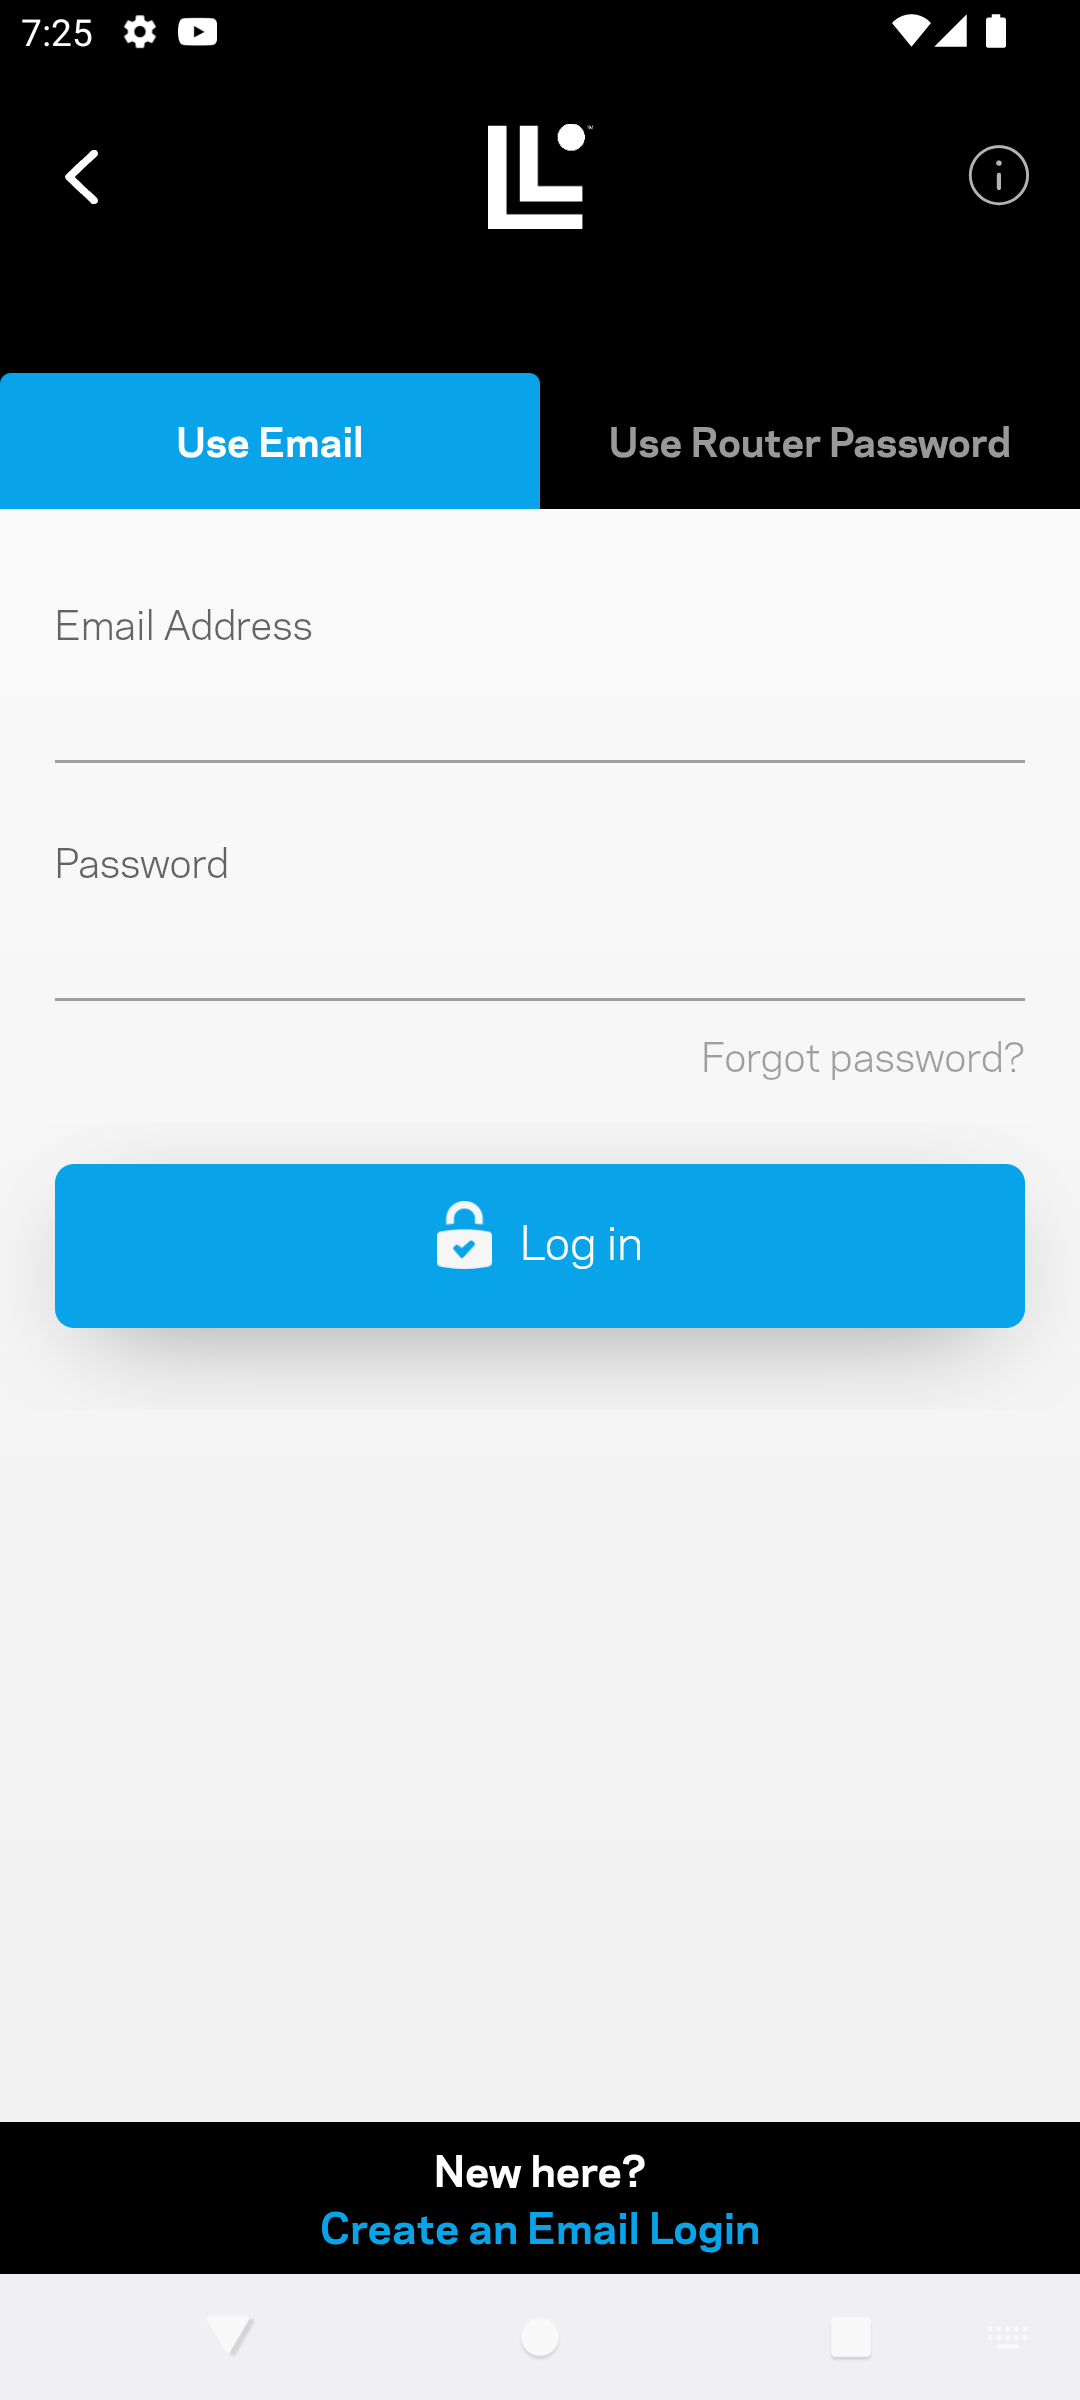 7:25
Use Email
Use Router Password
Email Address
Password
Forgot password?
Log in
New here?
Create an Email Login